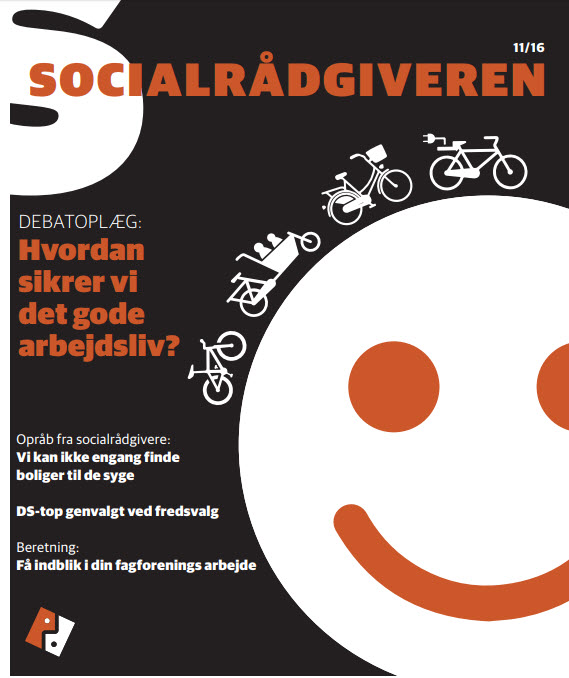 11/16
SOCIALRÅDGIVEREN
DEBATOPLÆG:
Hvordan
sikrer vi
det gode
arbejdsliv?
Opråb fra socialrådgivere:
Vi kan ikke engang finde
boliger til de syge
DS-top genvalgt ved fredsvalg
Beretning:
Få indblik i din fagforenings arbejde